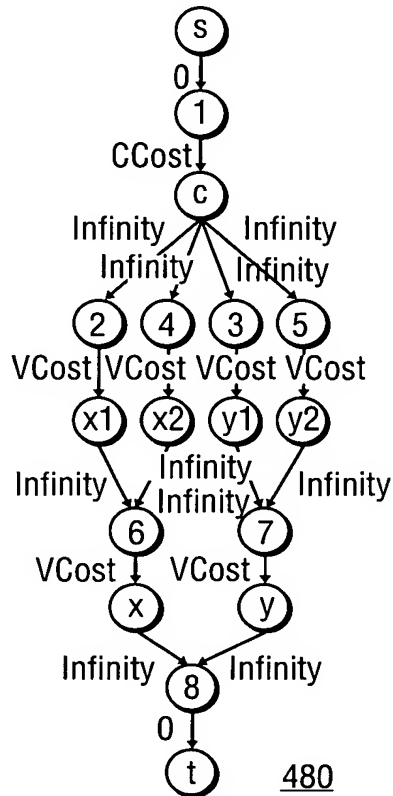 s
0
1
CCost
c
Infinity Infinity
Infinity Infinity
2 4 3 5
VCost VCost VCost VCost
x1 x2 y1 y2
Infinity Infinity Infinity
Infinity
6 7
VCost VCost
x y
Infinity Infinity
8
0
t
480